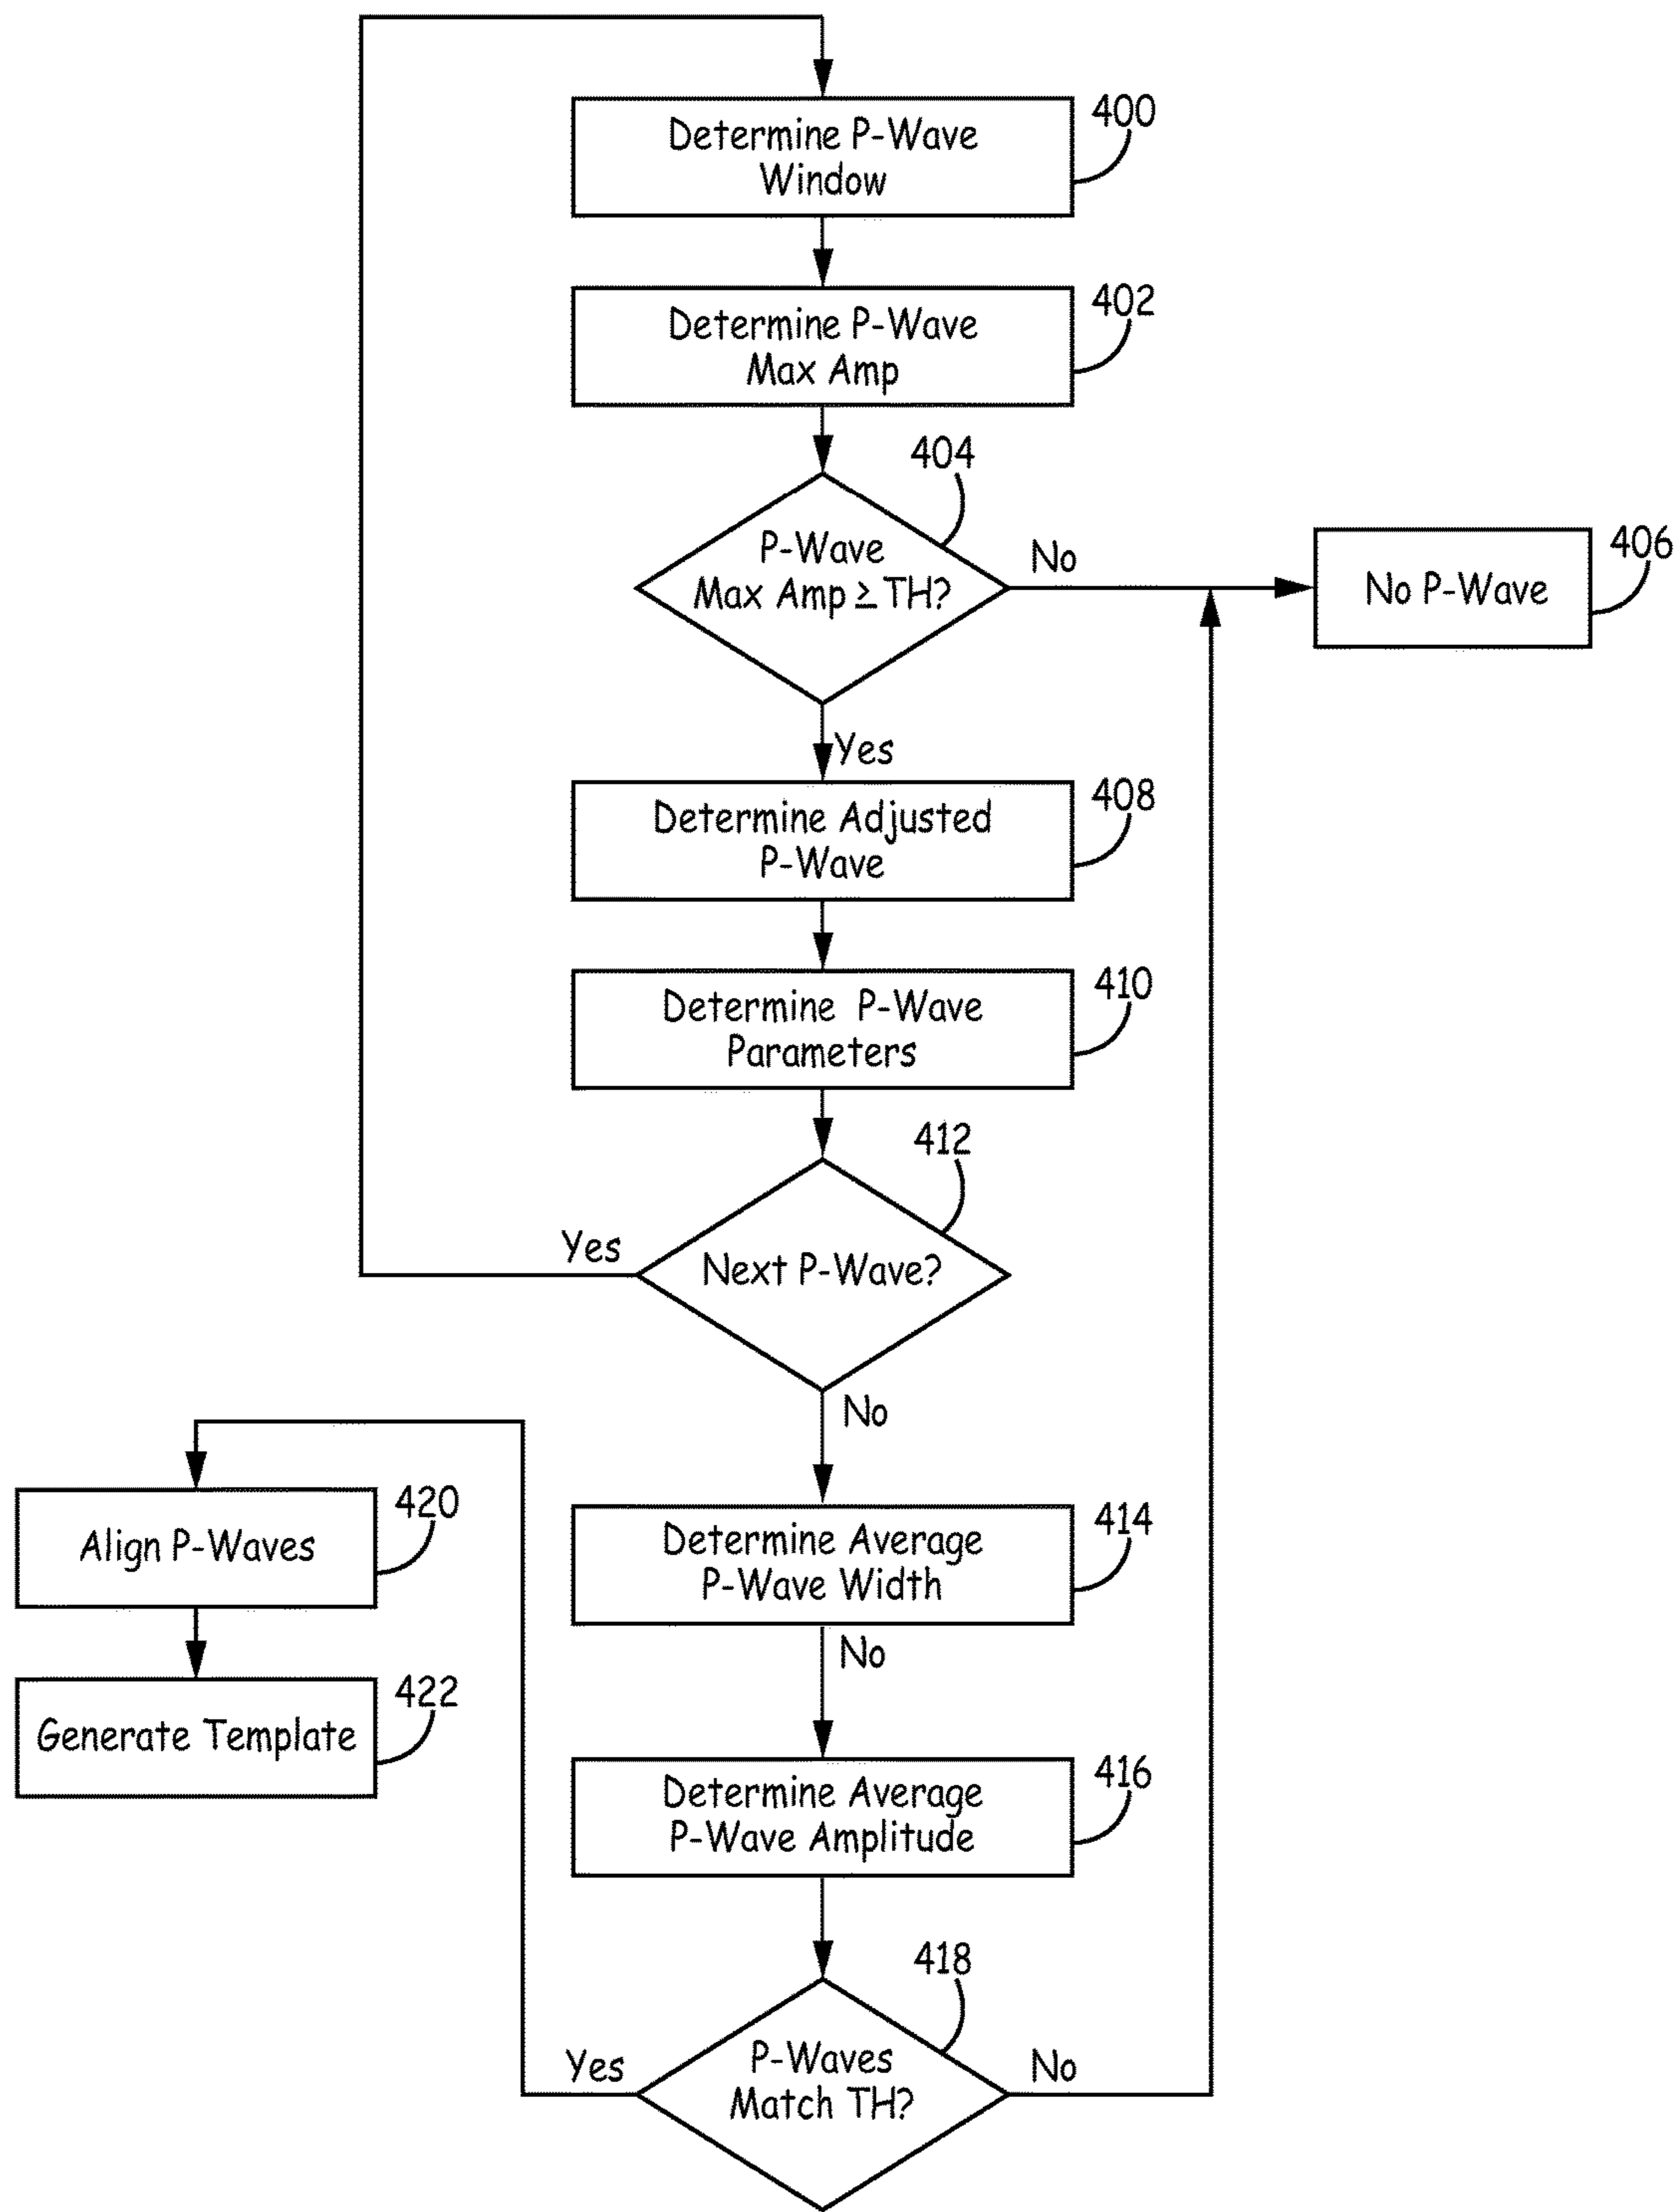 Determine P-Wave
Window
400
Determine P-Wave
Max Amp
402
404
P-Wave
Max Amp ≥ TH?
No
No P-Wave
406
Yes
Determine Adjusted
P-Wave
408
Determine P-Wave
Parameters
410
412
Next P-Wave?
Yes
No
Determine Average
P-Wave Width
414
No
Align P-Waves
420
Generate Template
422
Determine Average
P-Wave Amplitude
416
418
P-Waves
Match TH?
Yes
No